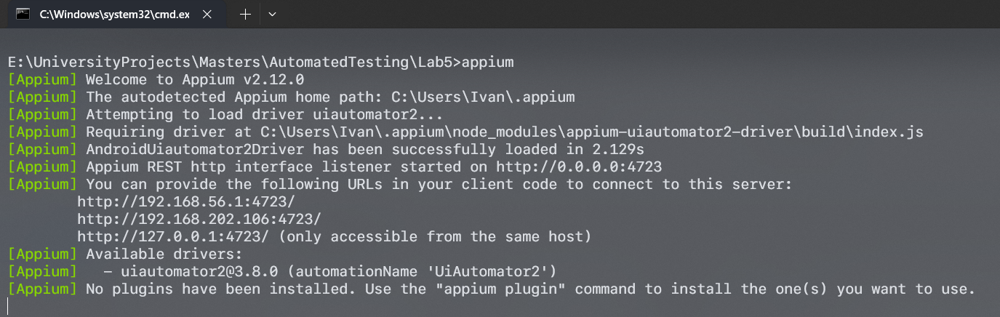 C:\Windows\system32\cmd.ex
E:\UniversityProjects\Masters\AutomatedTesting\Lab5>appium
[Appium] Welcome to Appium v2.12.0
[Appium] The autodetected Appium home path: C:\Users\Ivan\.appium
[Appium] Attempting to load driver uiautomator2...
[Appium] Requiring driver at C:\Users\Ivan\.appium\node_modules\appium-uiautomator2-driver\build\index.js
[Appium] AndroidUiautomator2Driver has been successfully loaded in 2.129s
[Appium] Appium REST http interface listener started on http://0.0.0.0:4723
[Appium] You can provide the following URLs in your client code to connect to this server:
http://192.168.56.1:4723/
http://192.168.202.106:4723/
http://127.0.0.1:4723/ (only accessible from the same host)
[Appium] Available drivers:
[Appium]   - uiautomator2@3.8.0 (automationName 'UiAutomator2')
[Appium] No plugins have been installed. Use the "appium plugin" command to install the one(s) you want to use.